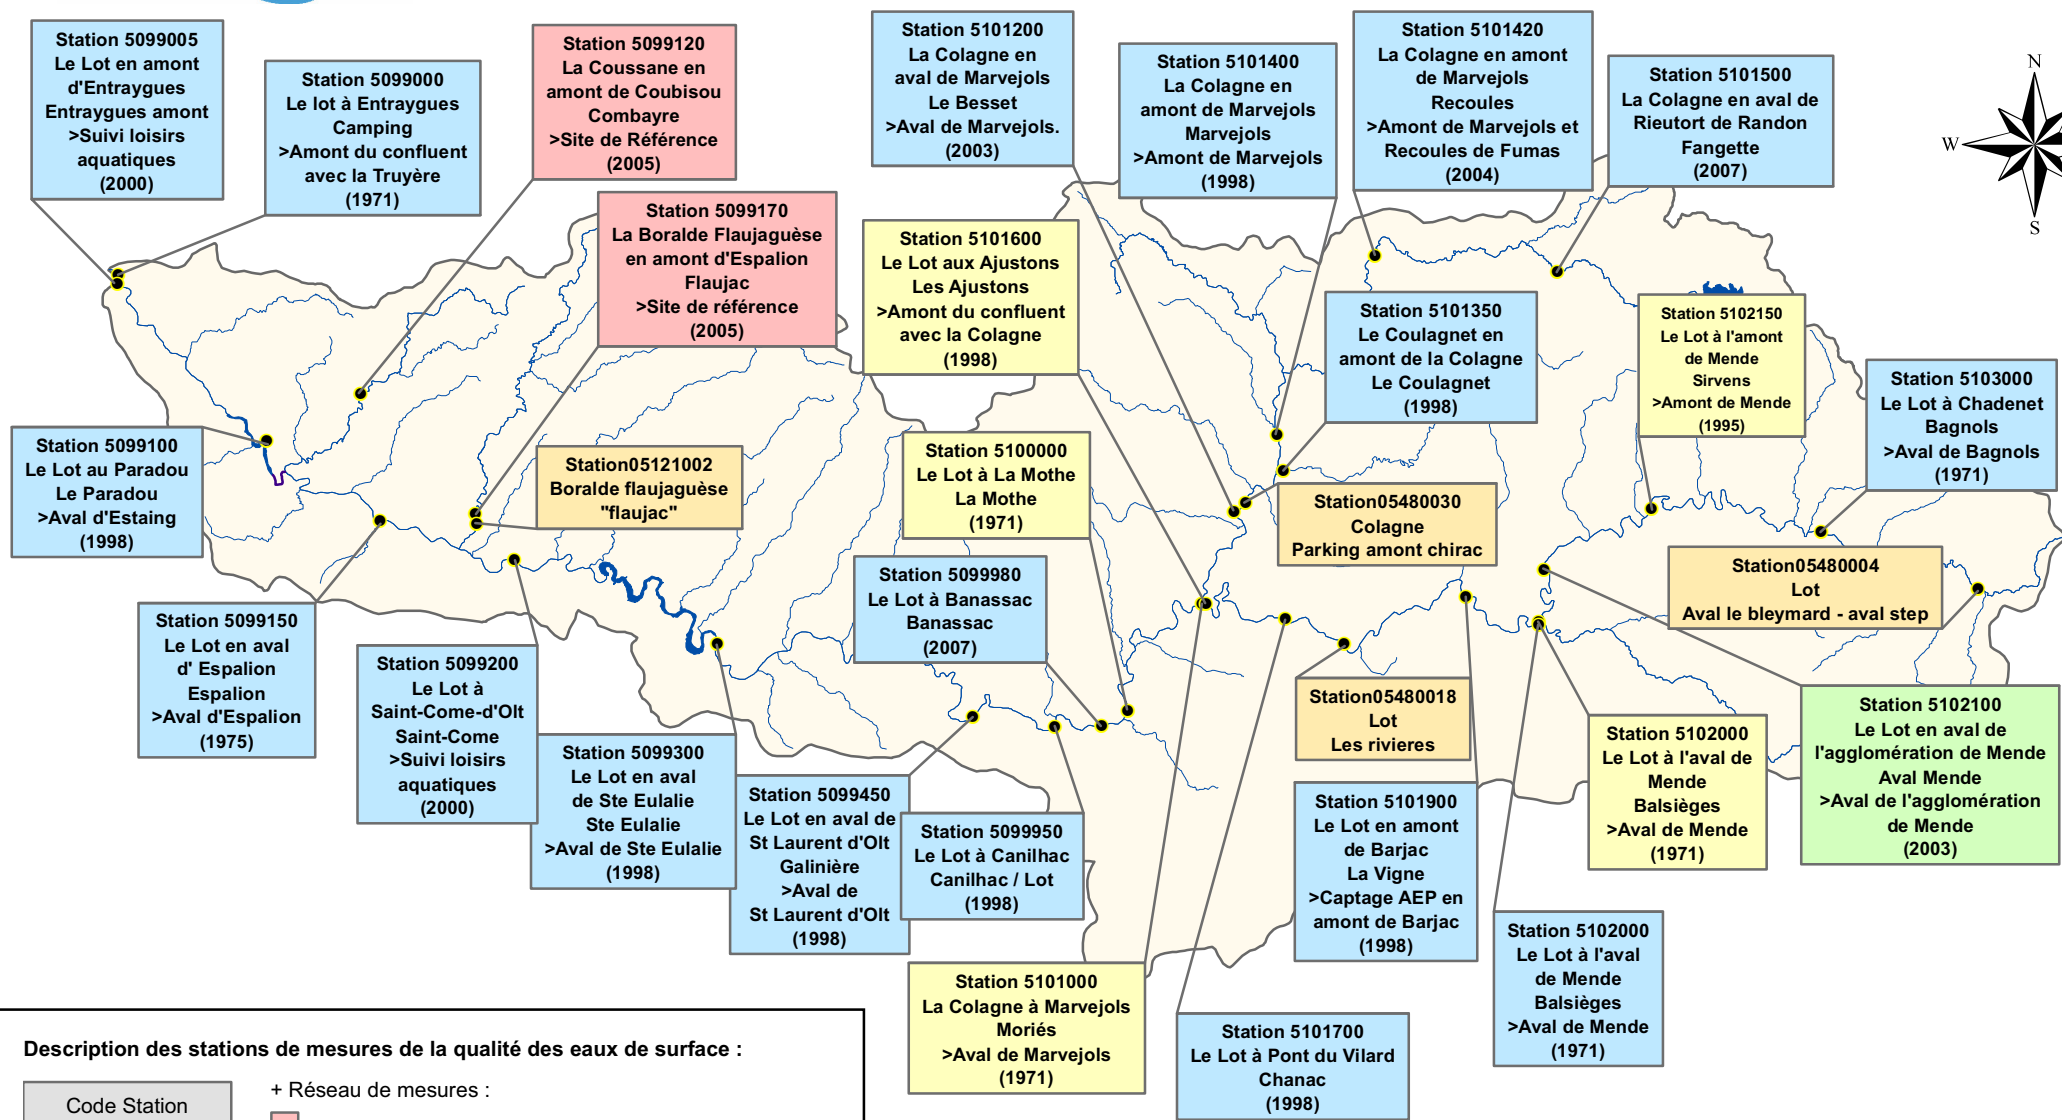 Station 5099005
Le Lot en amont
d'Entraygues
Entraygues amont
>Suivi loisirs
aquatiques
(2000)
Station 5099000
Le lot à Entraygues
Camping
>Amont du confluent
avec la Truyère
(1971)
Station 5099120
La Coussane en
amont de Coubisou
Combayre
>Site de Référence
(2005)
Station 5099170
La Boralde Flaujaguèse
en amont d'Espalion
Flaujac
>Site de référence
(2005)
Station 5101200
La Colagne en
aval de Marvejols
Le Besset
>Aval de Marvejols.
(2003)
Station 5101400
La Colagne en
amont de Marvejols
Marvejols
>Amont de Marvejols
(1998)
Station 5101420
La Colagne en amont
de Marvejols
Recoules
>Amont de Marvejols et
Recoules de Fumas
(2004)
Station 5101500
La Colagne en aval de
Rieutort de Randon
Fangette
(2007)
N
W
S
Station 5101600
Le Lot aux Ajustons
Les Ajustons
>Amont du confluent
avec la Colagne
(1998)
Station 5101350
Le Coulagnet en
amont de la Colagne
Le Coulagnet
(1998)
Station 5102150
Le Lot à l'amont
de Mende
Sirvens
>Amont de Mende
(1995)
Station 5103000
Le Lot à Chadenet
Bagnols
>Aval de Bagnols
(1971)
Station 5099100
Le Lot au Paradou
Le Paradou
>Aval d'Estaing
(1998)
Station05121002
Boralde flaujaguèse
"flaujac"
Station 5100000
Le Lot à La Mothe
La Mothe
(1971)
Station05480030
Colagne
Parking amont chirac
Station05480004
Lot
Aval le bleymard - aval step
Station 5099980
Le Lot à Banassac
Banassac
(2007)
Station 5099150
Le Lot en aval
d' Espalion
Espalion
>Aval d'Espalion
(1975)
Station 5099200
Le Lot à
Saint-Come-d'Olt
Saint-Come
>Suivi loisirs
aquatiques
(2000)
Station 5099300
Le Lot en aval
de Ste Eulalie
Ste Eulalie
>Aval de Ste Eulalie
(1998)
Station 5099450
Le Lot en aval de
St Laurent d'Olt
Galinière
>Aval de
St Laurent d'Olt
(1998)
Station 5099950
Le Lot à Canilhac
Canilhac / Lot
(1998)
Station05480018
Lot
Les rivieres
Station 5101900
Le Lot en amont
de Barjac
La Vigne
>Captage AEP en
amont de Barjac
(1998)
Station 5102000
Le Lot à l'aval de
Mende
Balsièges
>Aval de Mende
(1971)
Station 5102100
Le Lot en aval de
l'agglomération de Mende
Aval Mende
>Aval de l'agglomération
de Mende
(2003)
Station 5102000
Le Lot à l'aval
de Mende
Balsièges
>Aval de Mende
(1971)
Station 5101000
La Colagne à Marvejols
Moriés
>Aval de Marvejols
(1971)
Station 5101700
Le Lot à Pont du Vilard
Chanac
(1998)
Description des stations de mesures de la qualité des eaux de surface :
Code Station
+ Réseau de mesures :